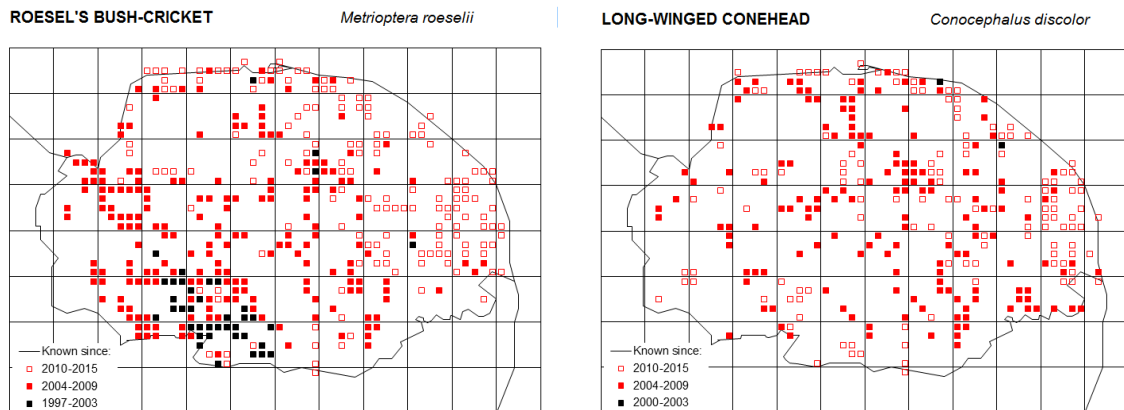 ROESEL'S BUSH-CRICKET Metrioptera roeselii
Known since:
2010-2015
2004-2009
1997-2003
LONG-WINGED CONEHEAD Conocephalus discolor
Known since:
2010-2015
2004-2009
2000-2003